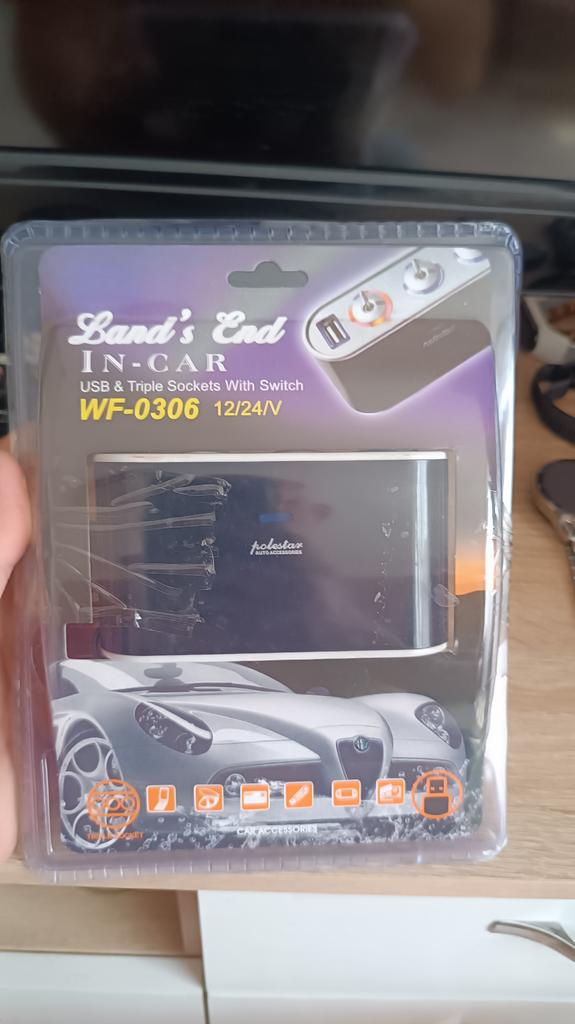 Land's End
IN-CAR
USB & Triple Sockets With Switch
WF-0306 12/24/V
polestar
AUTO ACCESSORIES
CAR ACCESSORIES